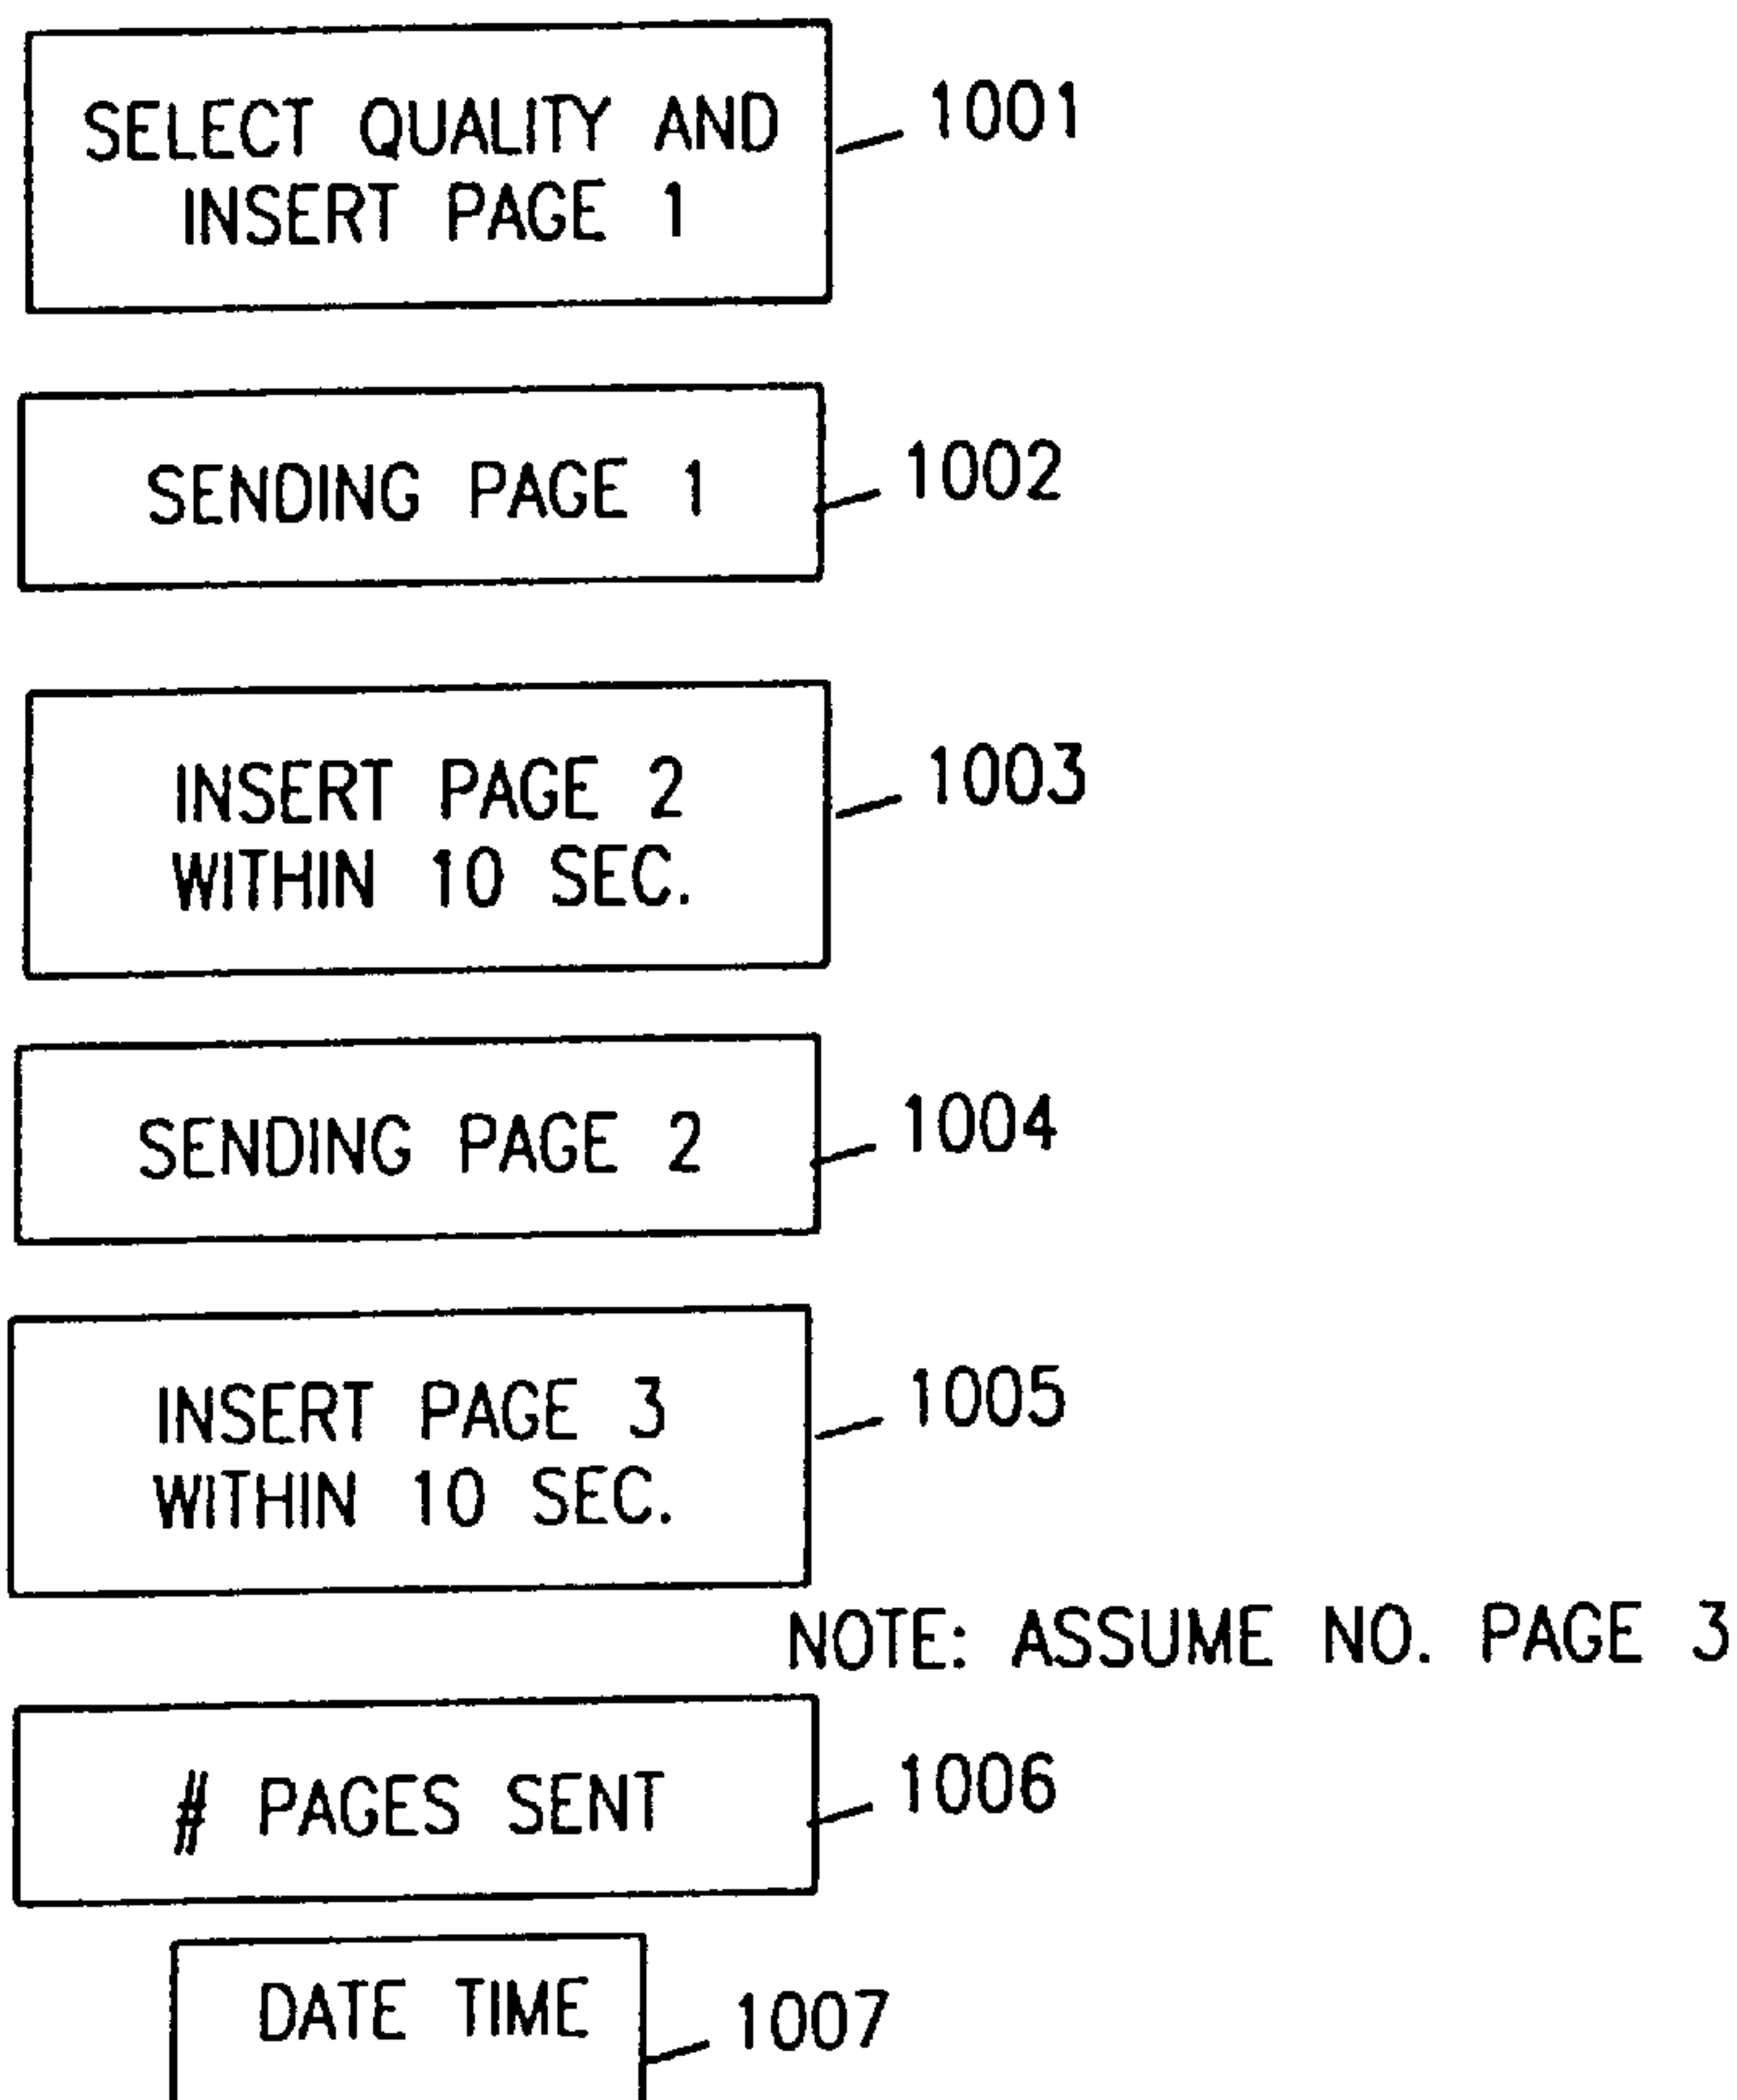 SELECT QUALITY AND
INSERT PAGE 1
1001
SENDING PAGE 1
1002
INSERT PAGE 2
WITHIN 10 SEC.
1003
SENDING PAGE 2
1004
INSERT PAGE 3
WITHIN 10 SEC.
1005
NOTE: ASSUME NO. PAGE 3
# PAGES SENT
1006
DATE TIME
1007